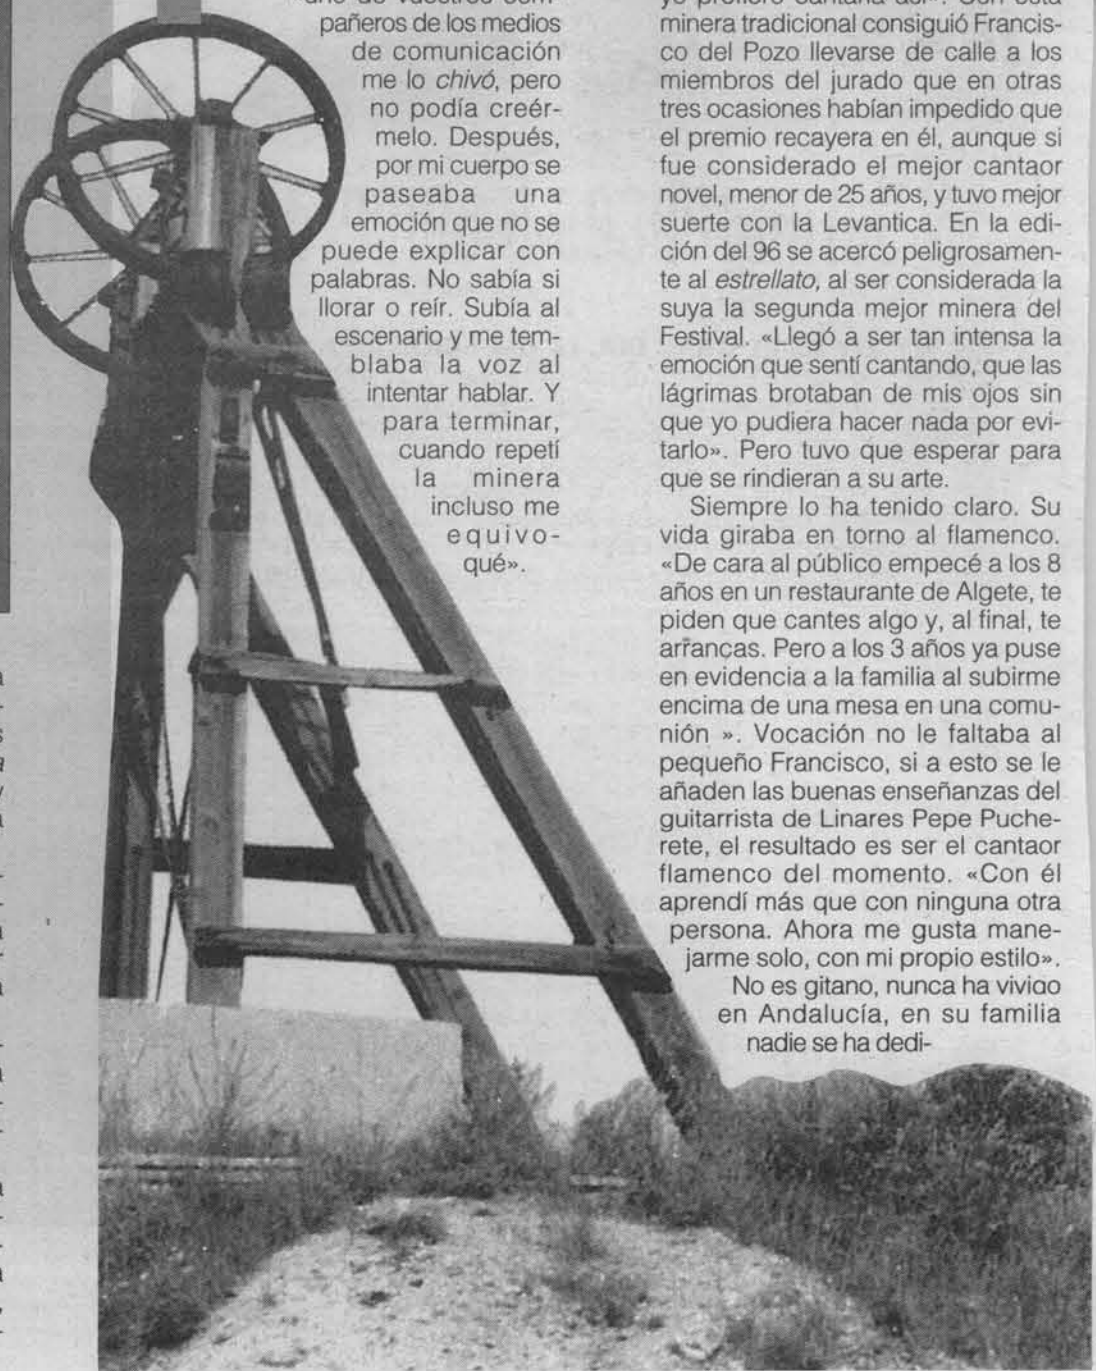 uno de vuestros com-
pañeros de los medios
de comunicación
me lo chivó, pero
no podía creér-
melo. Después,
por mi cuerpo se
paseaba una
emoción que no se
puede explicar con
palabras. No sabía si
llorar o reír. Subía al
escenario y me tem-
blaba la voz al
intentar hablar. Y
para terminar,
cuando repetí
la minera
incluso me
equivo-
qué».
yo prefiero cantarla así». Con esta
minera tradicional consiguió Francis-
co del Pozo llevarse de calle a los
miembros del jurado que en otras
tres ocasiones habían impedido que
el premio recayera en él, aunque si
fue considerado el mejor cantaor
novel, menor de 25 años, y tuvo mejor
suerte con la Levantica. En la edi-
ción del 96 se acercó peligrosamen-
te al estrellato, al ser considerada la
suya la segunda mejor minera del
Festival. «Llegó a ser tan intensa la
emoción que sentí cantando, que las
lágrimas brotaban de mis ojos sin
que yo pudiera hacer nada por evi-
tarlo». Pero tuvo que esperar para
que se rindieran a su arte.
Siempre lo ha tenido claro. Su
vida giraba en torno al flamenco.
«De cara al público empecé a los 8
años en un restaurante de Algete, te
piden que cantes algo y, al final, te
arrancas. Pero a los 3 años ya puse
en evidencia a la familia al subirme
encima de una mesa en una comu-
nión ». Vocación no le faltaba al
pequeño Francisco, si a esto se le
añaden las buenas enseñanzas del
guitarrista de Linares Pepe Puche-
rete, el resultado es ser el cantaor
flamenco del momento. «Con él
aprendí más que con ninguna otra
persona. Ahora me gusta mane-
jarme solo, con mi propio estilo».
No es gitano, nunca ha vivido
en Andalucía, en su familia
nadie se ha dedi-